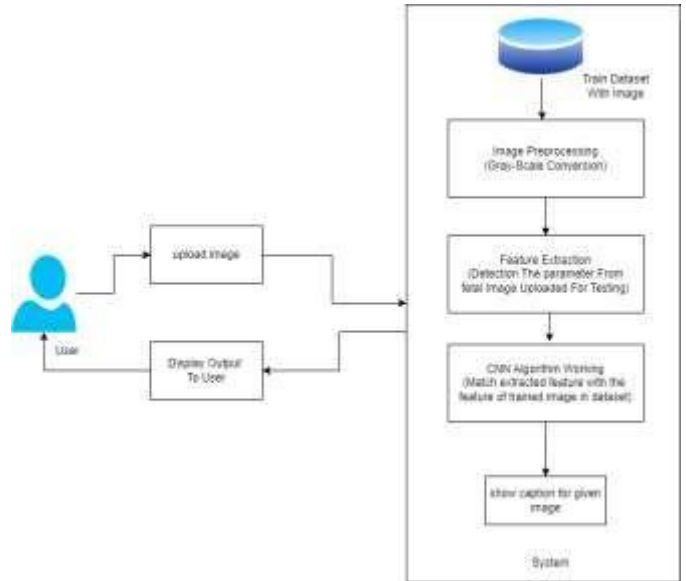 Train Dataset
With Image
Image Preprocessing
(Gray-Scale Conversion)
upload image
Feature Extraction
(Detection The parameter From
fetal Image Uploaded For Testing)
User
Display Output
To User
CNN Algorithm Working
(Match extracted feature with the
feature of trained image in dataset)
show caption for given
image
System